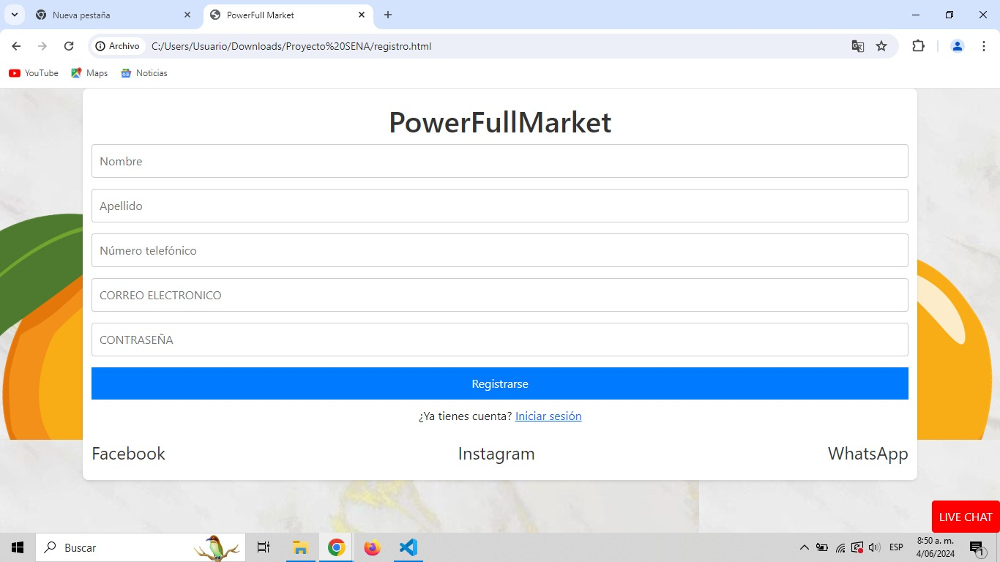 Nueva pestaña
PowerFull Market
Archivo
C:/Users/Usuario/Downloads/Proyecto%20SENA/registro.html
YouTube
Maps
Noticias
PowerFullMarket
Nombre
Apellido
Número telefónico
CORREO ELECTRONICO
CONTRASEÑA
Registrarse
¿Ya tienes cuenta? Iniciar sesión
Facebook
Instagram
WhatsApp
LIVE CHAT
Buscar
ESP
8:50 a. m.
4/06/2024
1